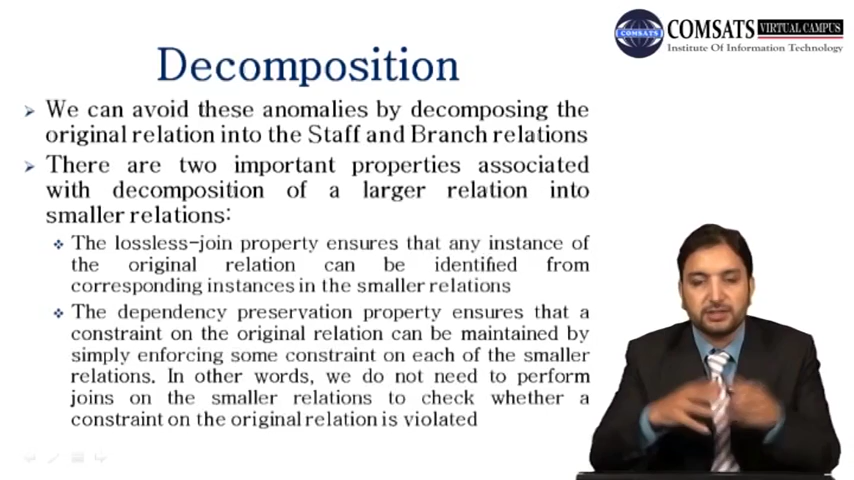 COMSATS VIRTUAL CAMPUS
Institute Of Information Technology
COMSATS
Decomposition
We can avoid these anomalies by decomposing the
original relation into the Staff and Branch relations
There are two important properties associated
with decomposition of a larger relation into
smaller relations:
The lossless-join property ensures that any instance of
the original relation can be identified from
corresponding instances in the smaller relations
The dependency preservation property ensures that a
constraint on the original relation can be maintained by
simply enforcing some constraint on each of the smaller
relations. In other words, we do not need to perform
joins on the smaller relations to check whether a
constraint on the original relation is violated